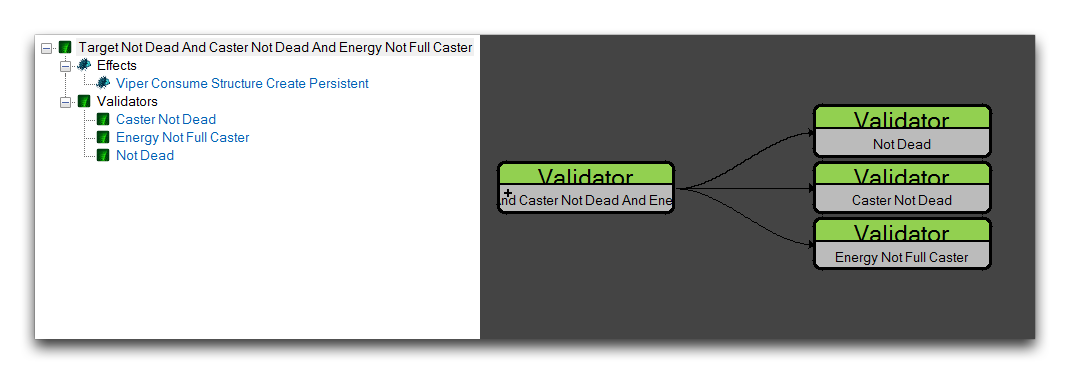 Target Not Dead And Caster Not Dead And Energy Not Full Caster
Effects
Viper Consume Structure Create Persistent
Validators
Caster Not Dead
Energy Not Full Caster
Not Dead
Validator
And Caster Not Dead And Ene
Validator
Not Dead
Validator
Caster Not Dead
Validator
Energy Not Full Caster